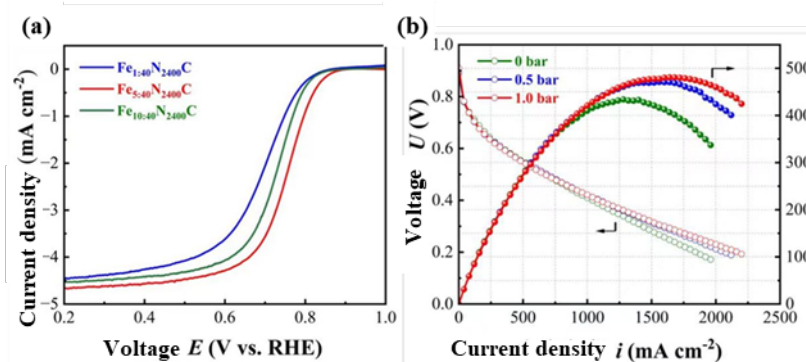 (a)
Fe1:40N2400C
Fe5:40N2400C
Fe10:40N2400C
Current density (mA cm-2)
0
-1
-2
-3
-4
-5
0.2 0.4 0.6 0.8 1.0
Voltage E (V vs. RHE)
(b)
0 bar
0.5 bar
1.0 bar
Voltage U (V)
1.0
0.8
0.6
0.4
0.2
0.0
500
400
300
200
100
0
0 500 1000 1500 2000
Current density i (mA cm-2)